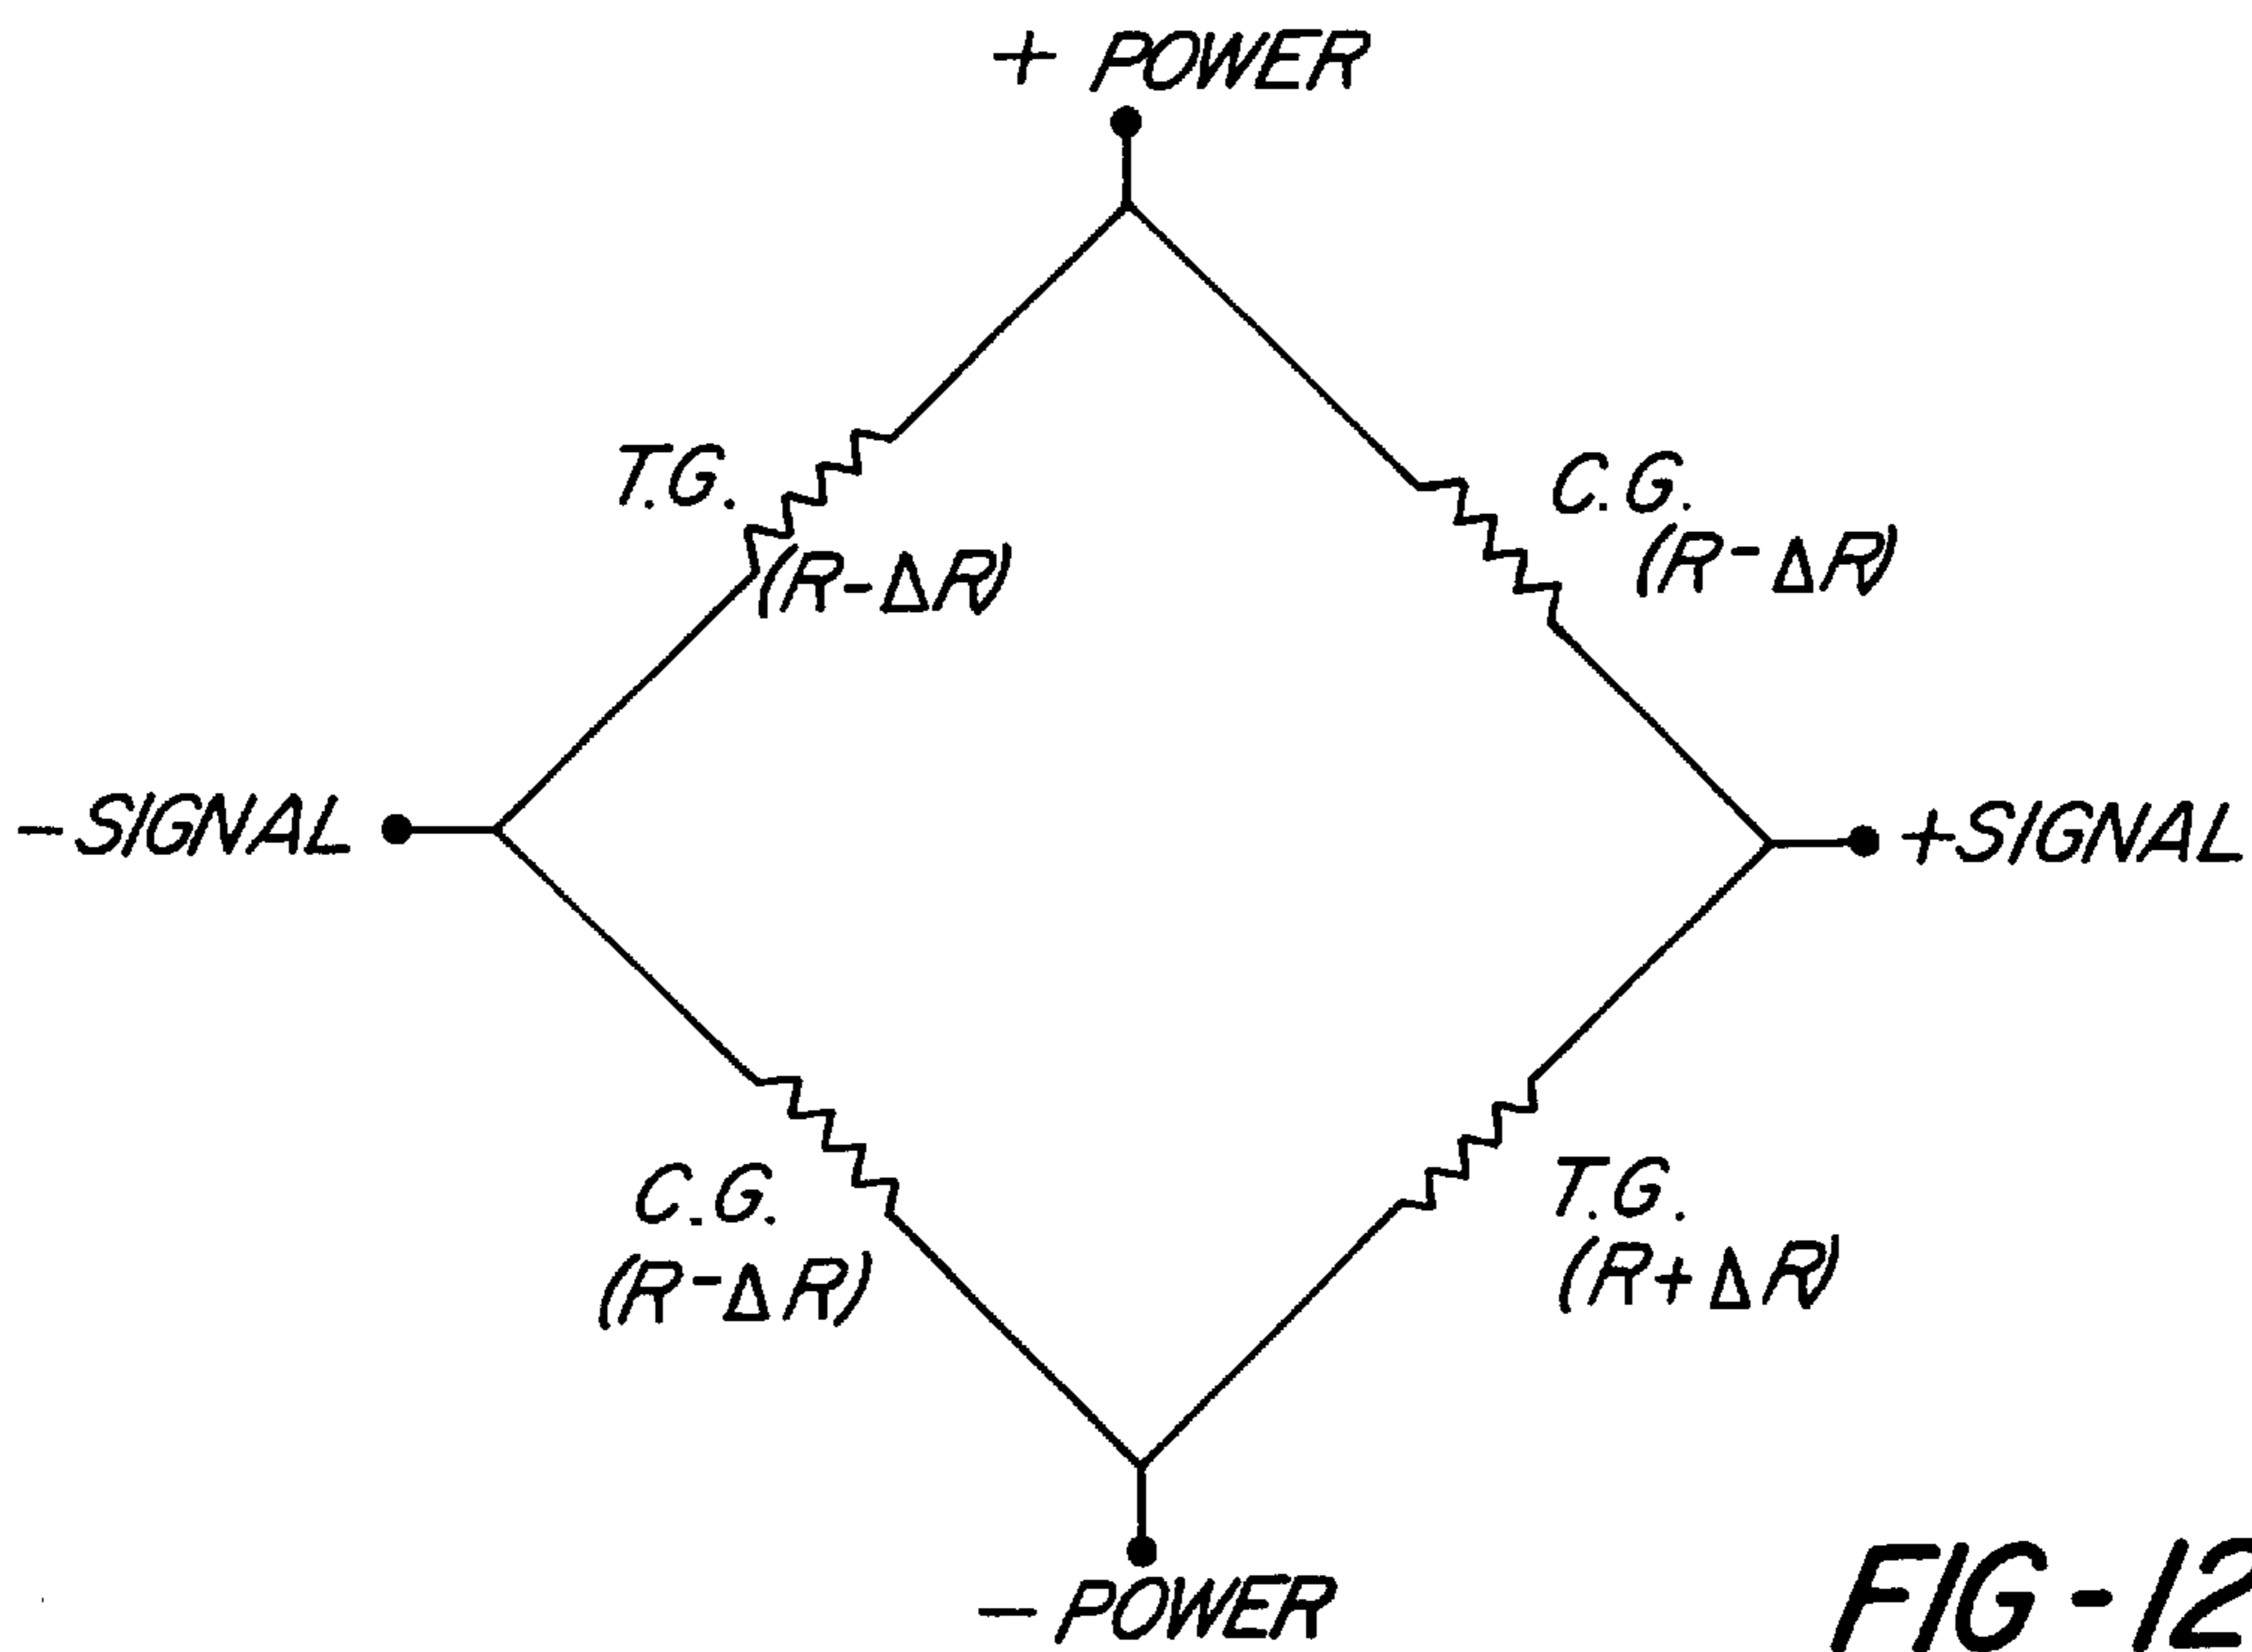 + POWER
T.G.
(R-ΔR)
C.G.
(R-ΔR)
-SIGNAL
+SIGNAL
C.G.
(R-ΔR)
T.G.
(R+ΔR)
- POWER
FIG-12